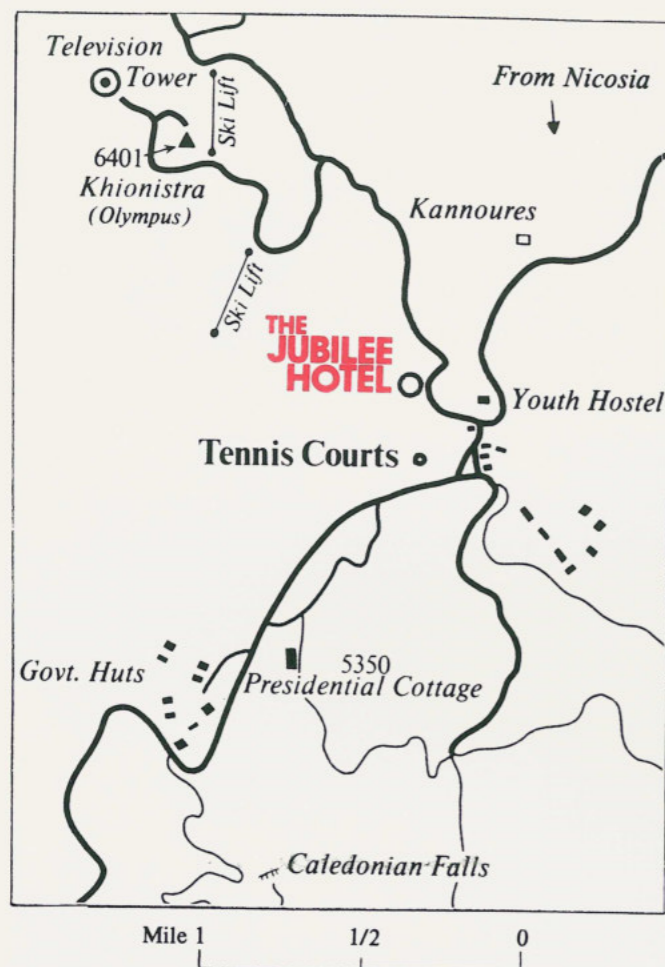 Television
Tower
Ski Lift
From Nicosia
6401
Khionistra
(Olympus)
Kannoures
Ski Lift
THE
JUBILEE
HOTEL
Youth Hostel
Tennis Courts
Govt. Huts
5350
Presidential Cottage
Caledonian Falls
Mile 1 1/2 0